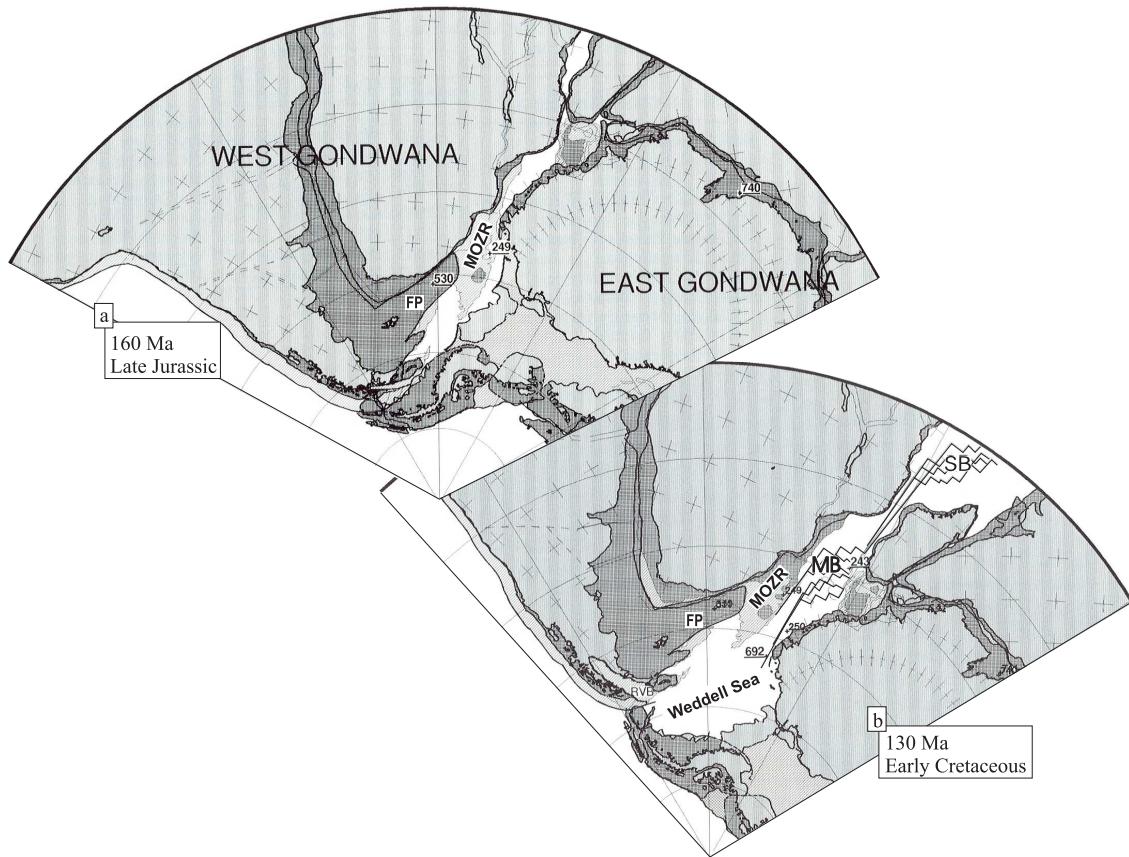 WEST GONDWANA
740
MOZR
249
530
EAST GONDWANA
FP
a
160 Ma
Late Jurassic
SB
MB
243
MOZR
249
FP
250
692
RVB
Weddell Sea
740
b
130 Ma
Early Cretaceous